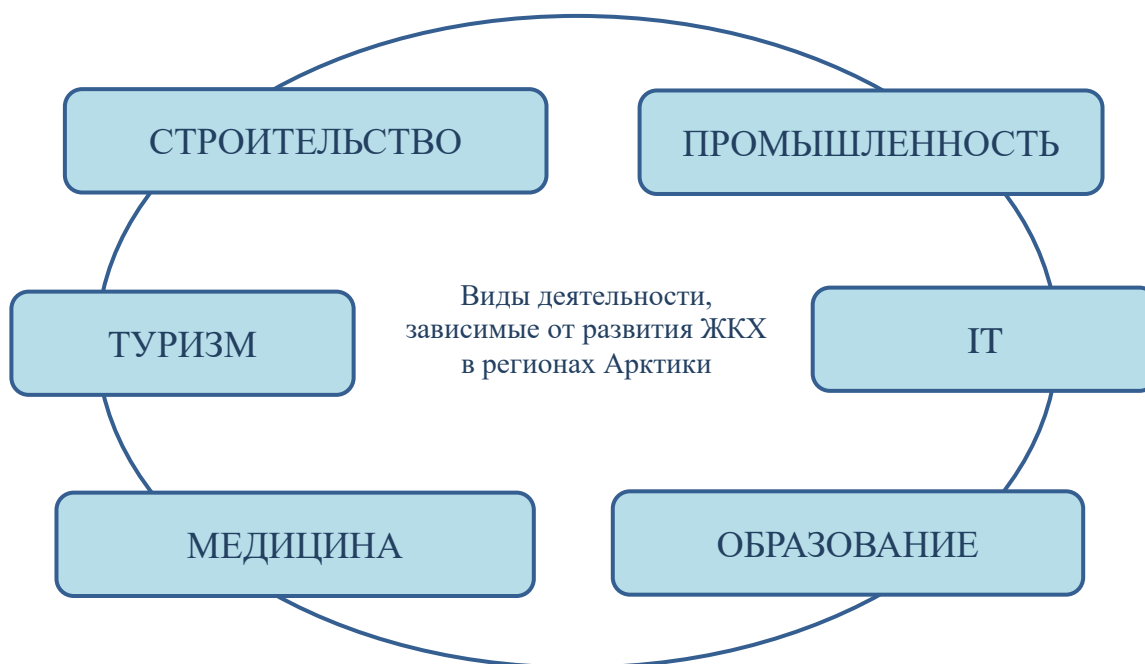 СТРОИТЕЛЬСТВО
ПРОМЫШЛЕННОСТЬ
Виды деятельности,
зависимые от развития ЖКХ
в регионах Арктики
ТУРИЗМ
IT
МЕДИЦИНА
ОБРАЗОВАНИЕ